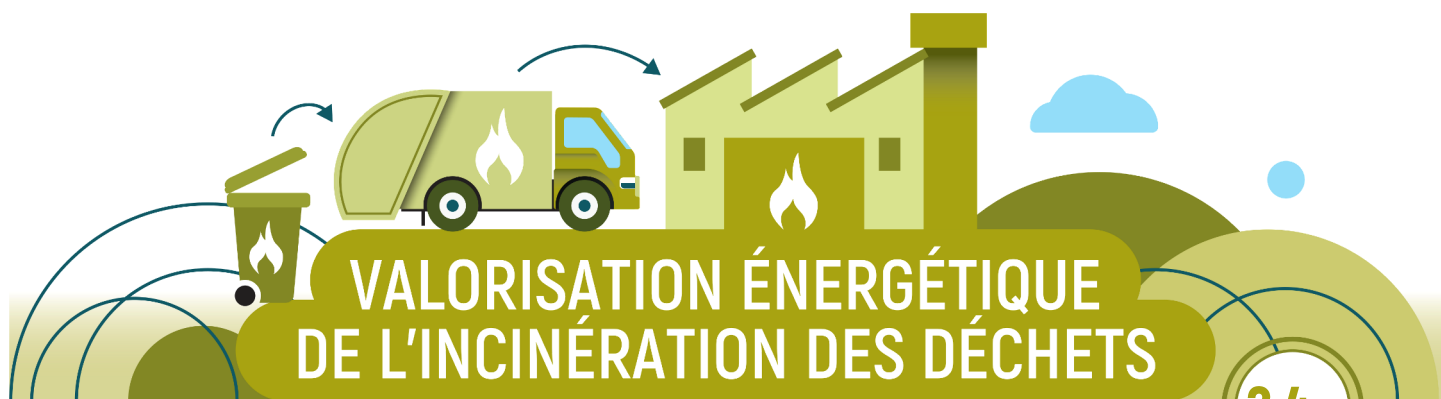 VALORISATION ÉNERGÉTIQUE
DE L'INCINÉRATION DES DÉCHETS